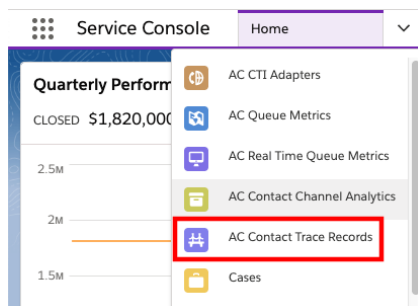 Service Console
Home
Quarterly Perform
CLOSED $1,820,000
2.5M
2M
1.5M
AC CTI Adapters
AC Queue Metrics
AC Real Time Queue Metrics
AC Contact Channel Analytics
AC Contact Trace Records
Cases